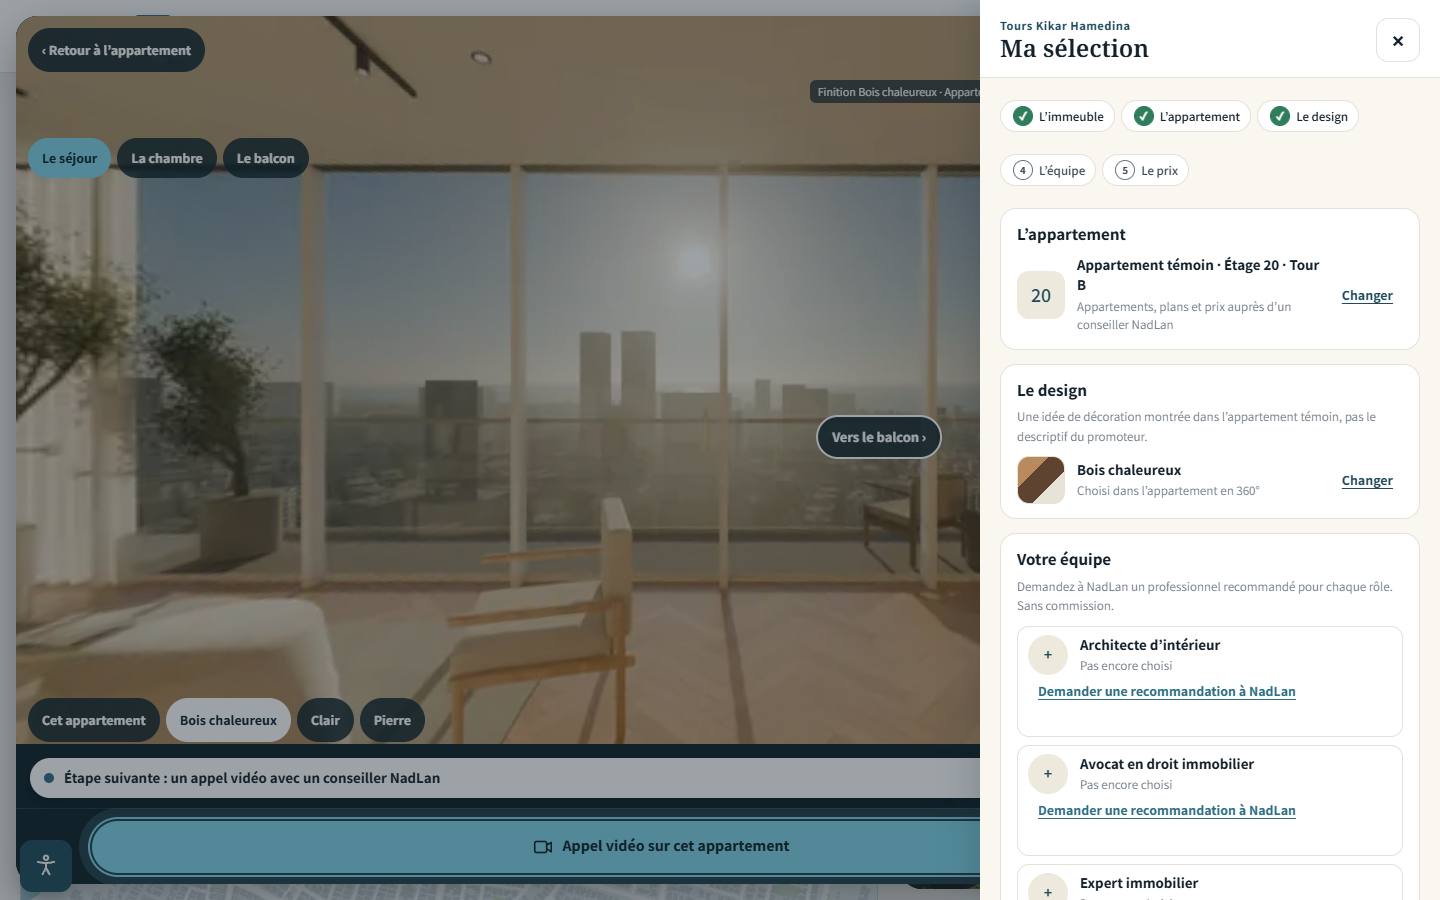 ‹ Retour à l’appartement
Finition Bois chaleureux · Apparte
Le séjour
La chambre
Le balcon
Vers le balcon ›
Cet appartement
Bois chaleureux
Clair
Pierre
Étape suivante : un appel vidéo avec un conseiller NadLan
Appel vidéo sur cet appartement
Tours Kikar Hamedina
Ma sélection
✕
✓ L’immeuble
✓ L’appartement
✓ Le design
4 L’équipe
5 Le prix
L’appartement
20
Appartement témoin · Étage 20 · Tour
B
Appartements, plans et prix auprès d’un
conseiller NadLan
Changer
Le design
Une idée de décoration montrée dans l’appartement témoin, pas le
descriptif du promoteur.
Bois chaleureux
Choisi dans l’appartement en 360°
Changer
Votre équipe
Demandez à NadLan un professionnel recommandé pour chaque rôle.
Sans commission.
+
Architecte d’intérieur
Pas encore choisi
Demander une recommandation à NadLan
+
Avocat en droit immobilier
Pas encore choisi
Demander une recommandation à NadLan
+
Expert immobilier